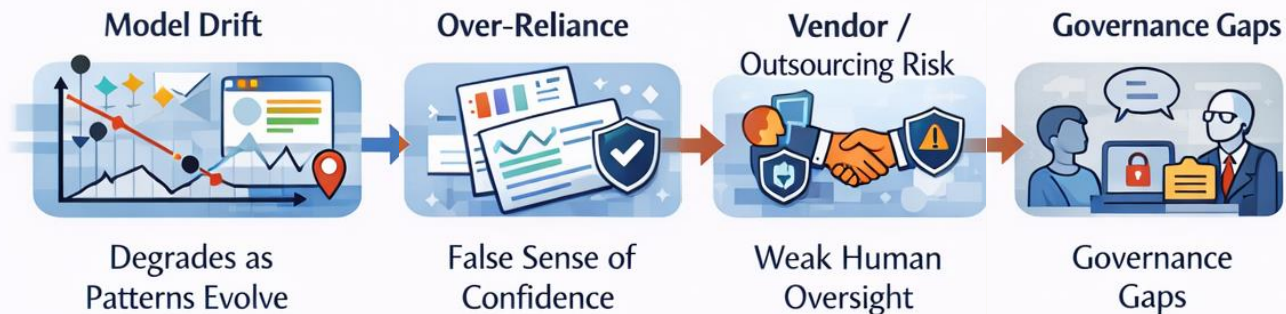 Model Drift
Over-Reliance
Vendor /
Outsourcing Risk
Governance Gaps
Degrades as
Patterns Evolve
False Sense of
Confidence
Weak Human
Oversight
Governance
Gaps